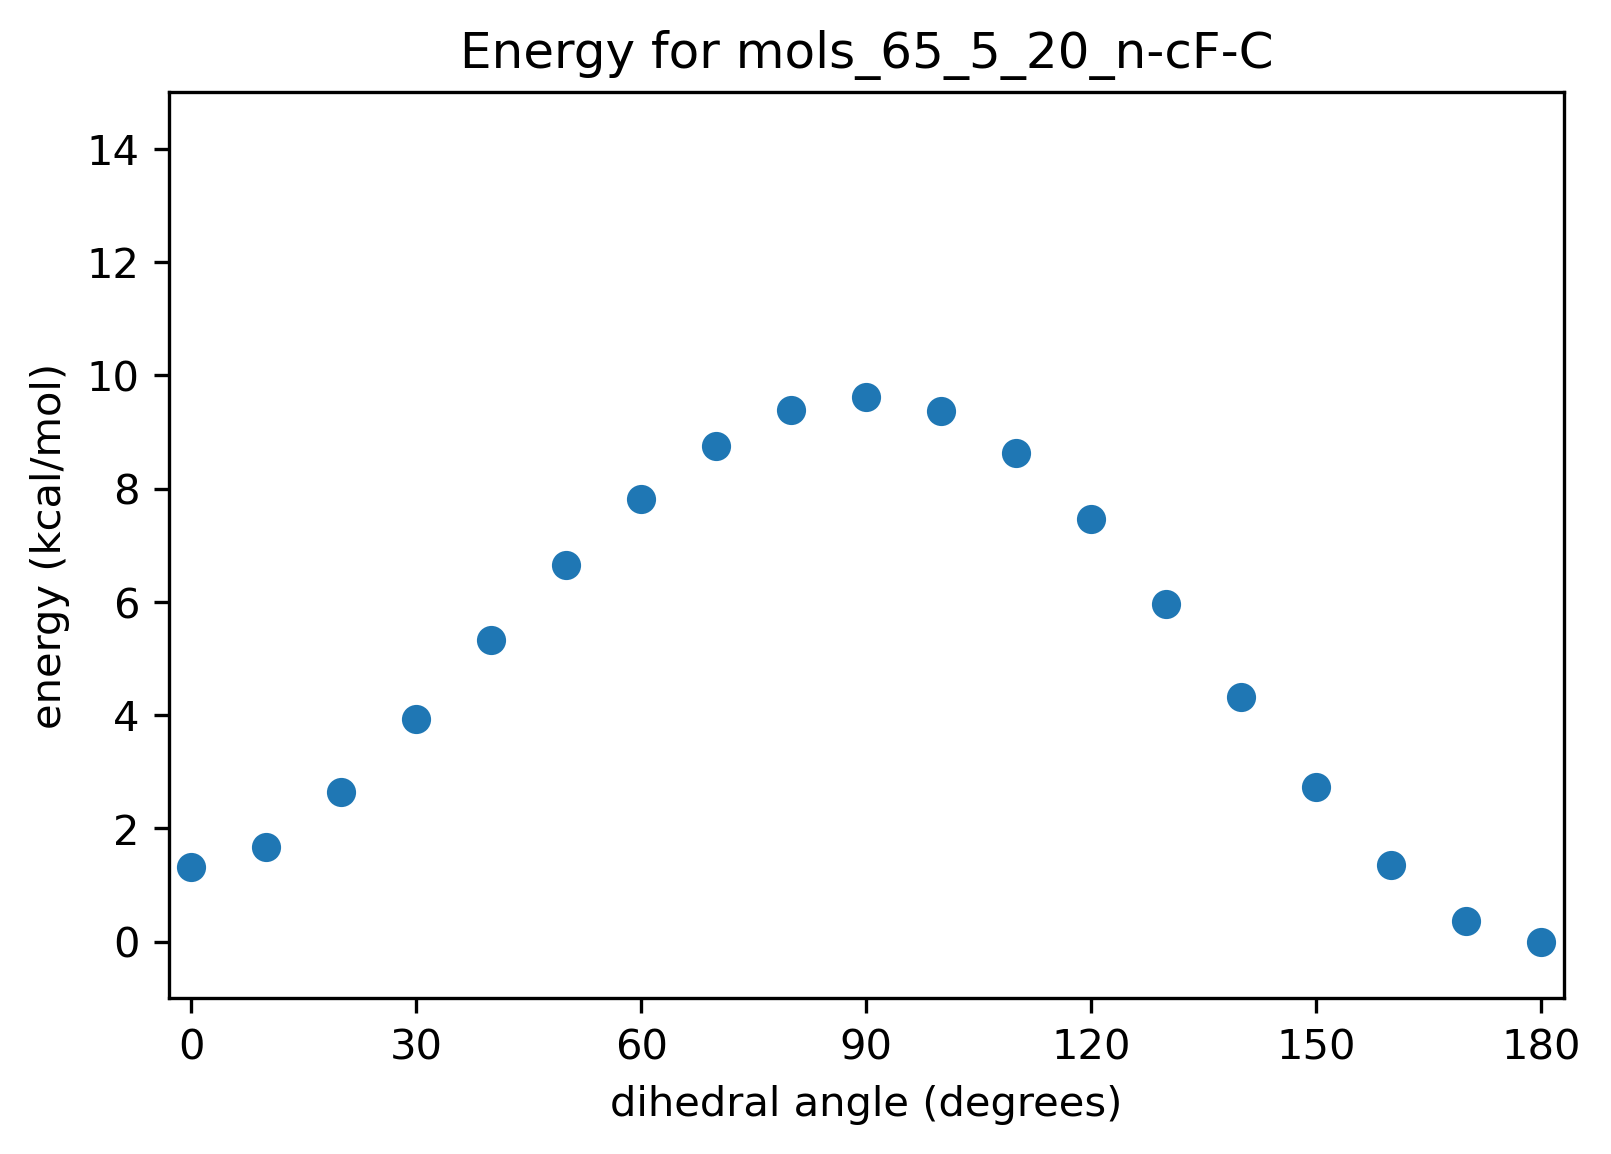 Energy for mols_65_5_20_n-cF-C
14
12
10
8
6
4
2
0
energy (kcal/mol)
0 30 60 90 120 150 180
dihedral angle (degrees)